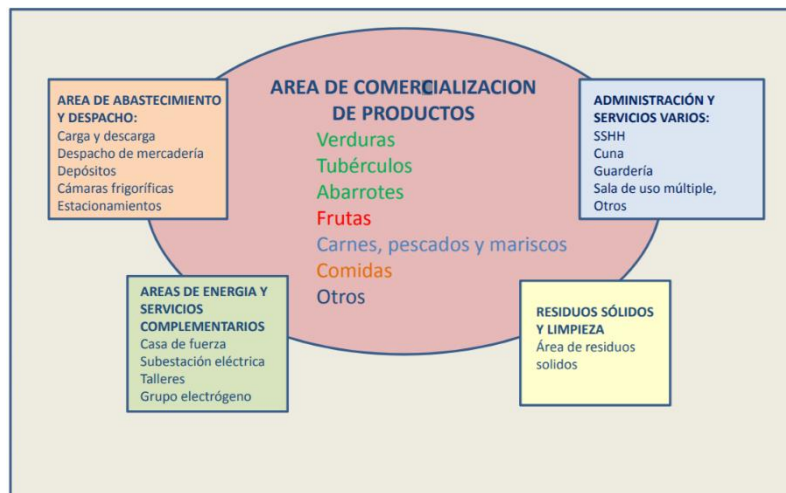 AREA DE COMERCIALIZACION
DE PRODUCTOS
Verduras
Tubérculos
Abarrotes
Frutas
Carnes, pescados y mariscos
Comidas
Otros
AREA DE ABASTECIMIENTO
Y DESPACHO:
Carga y descarga
Despacho de mercadería
Depósitos
Cámaras frigoríficas
Estacionamientos
ADMINISTRACIÓN Y
SERVICIOS VARIOS:
SSHH
Cuna
Guardería
Sala de uso múltiple,
Otros
AREAS DE ENERGIA Y
SERVICIOS
COMPLEMENTARIOS
Casa de fuerza
Subestación eléctrica
Talleres
Grupo electrógeno
RESIDUOS SÓLIDOS
Y LIMPIEZA
Área de residuos
solidos